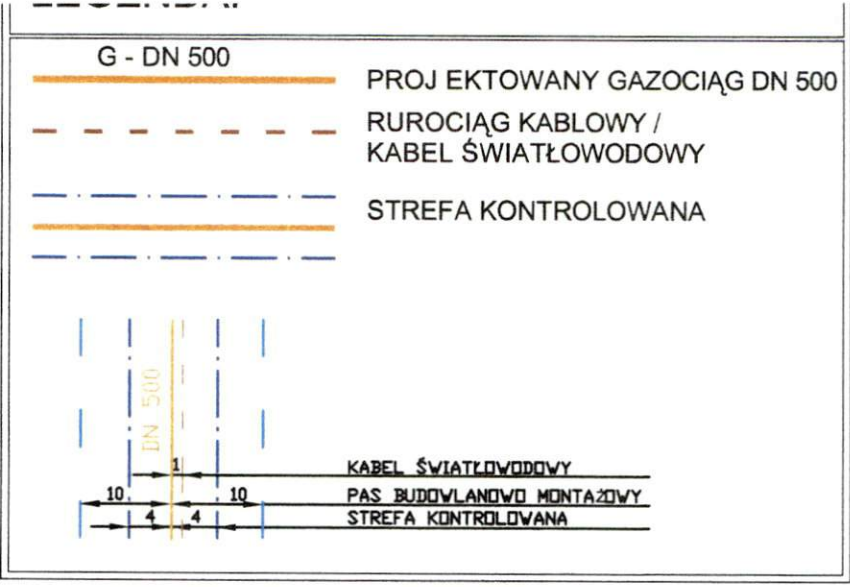 G - DN 500
PROJ EKTOWANY GAZOCIĄG DN 500
RUROCIĄG KABLOWY /
KABEL ŚWIATŁOWODOWY
STREFA KONTROLOWANA
DN 500
1 KABEL ŚWIATŁOWODOWY
10 10 PAS BUDOWLANOWO MONTAŻOWY
4 4 STREFA KONTROLOWANA